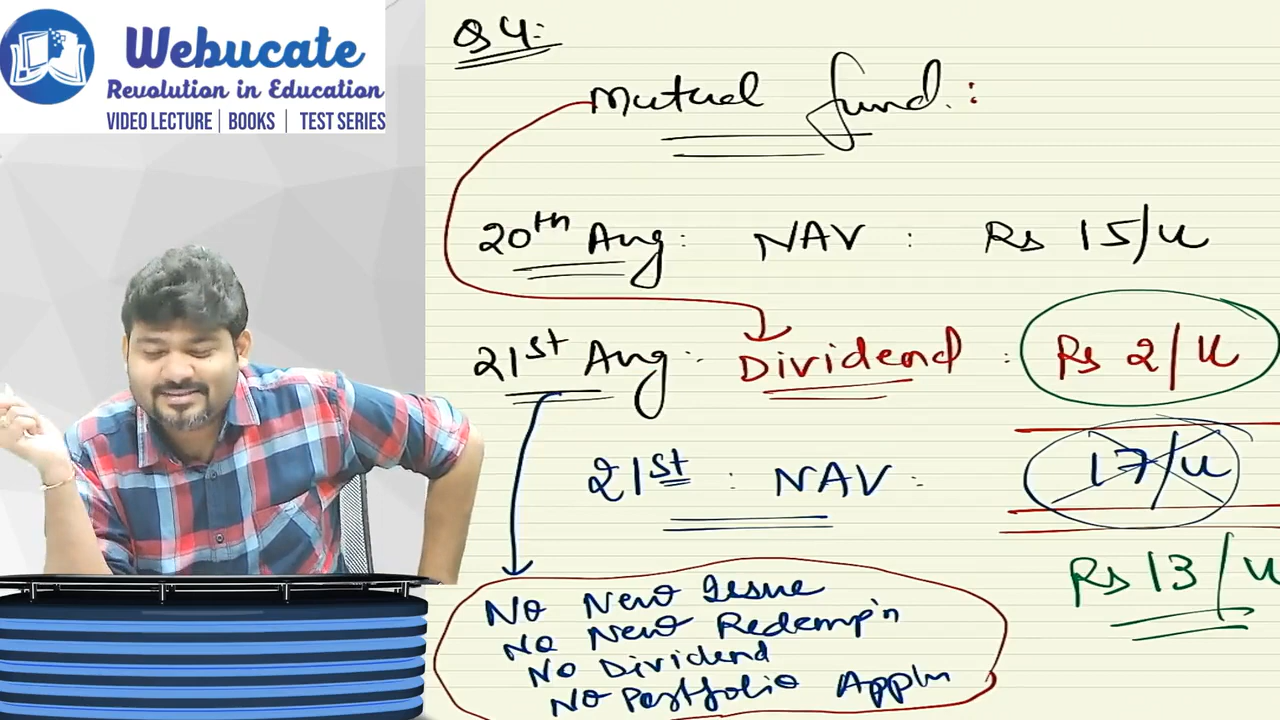 Webucate
Revolution in Education
VIDEO LECTURE | BOOKS | TEST SERIES
Q4:
Mutual fund :
20th Aug : NAV : Rs 15/u
21st Aug : Dividend : Rs 2/u
21st : NAV : 17/u
Rs 13/u
No New Issue
No New Redemp'n
No Dividend
No Portfolio Appln